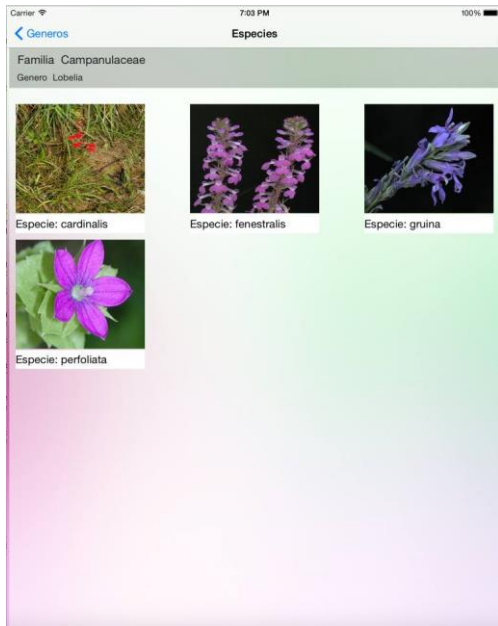 Carrier 7:03 PM 100%
Generos Especies
Familia Campanulaceae
Genero Lobelia
Especie: cardinalis Especie: fenestralis Especie: gruina
Especie: perfoliata